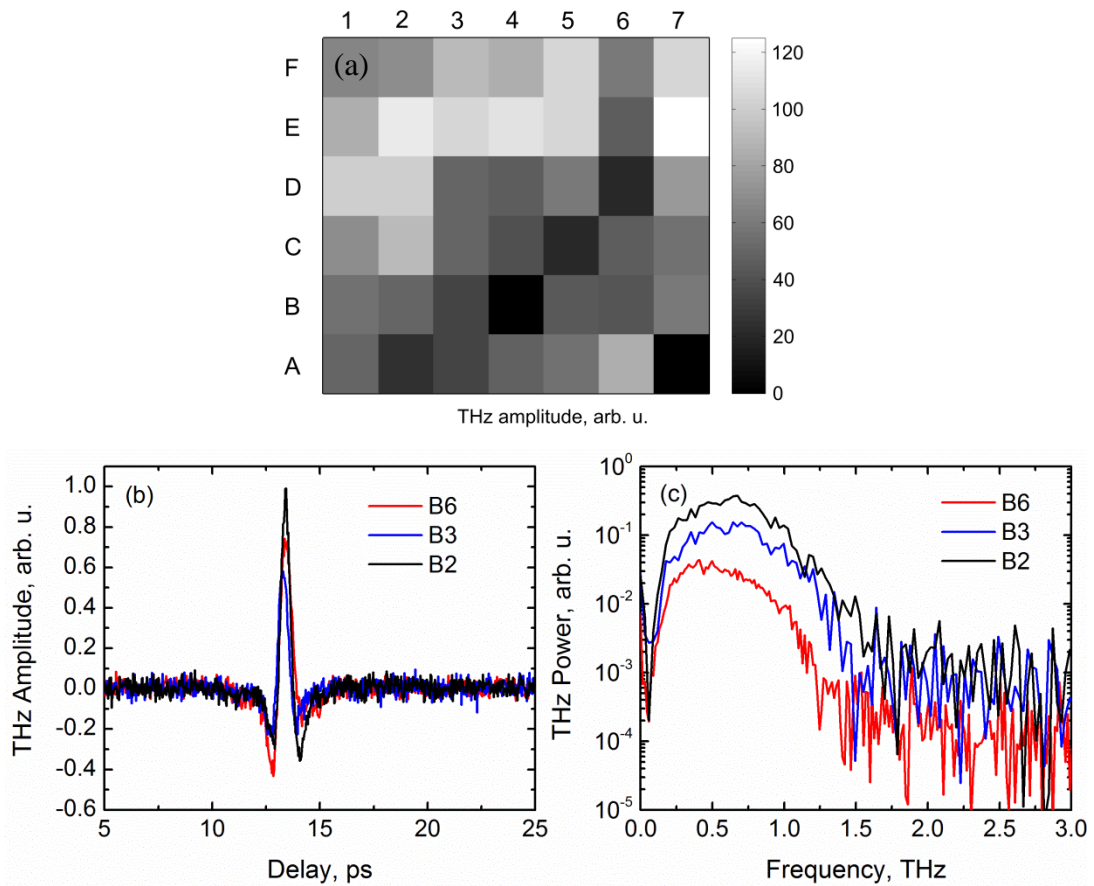 1 2 3 4 5 6 7
(a)
F
E
D
C
B
A
120
100
80
60
40
20
0
THz amplitude, arb. u.
(b)
B6
B3
B2
1.0
0.8
0.6
0.4
0.2
0.0
-0.2
-0.4
-0.6
THz Amplitude, arb. u.
5 10 15 20 25
Delay, ps
(c)
B6
B3
B2
10^0
10^-1
10^-2
10^-3
10^-4
10^-5
THz Power, arb. u.
0.0 0.5 1.0 1.5 2.0 2.5 3.0
Frequency, THz